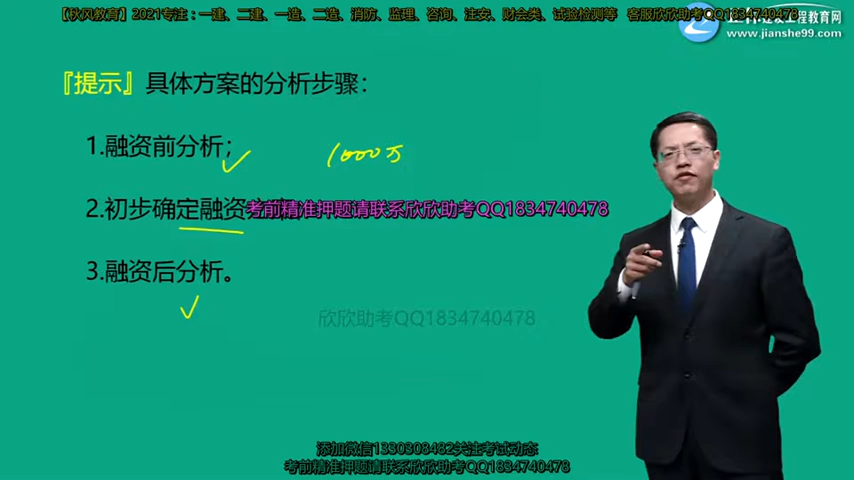 【秋风教育】2021专注：一建、二建、一造、二造、消防、监理、咨询、注安、财会类、试验检测等 客服欣欣助考QQ1834740478
工程教育网
www.jianshe99.com
『提示』具体方案的分析步骤：
1.融资前分析；
1000万
2.初步确定融资
考前精准押题请联系欣欣助考QQ1834740478
3.融资后分析。
欣欣助考QQ1834740478
添加微信1330308482关注考试动态
考前精准押题请联系欣欣助考QQ1834740478